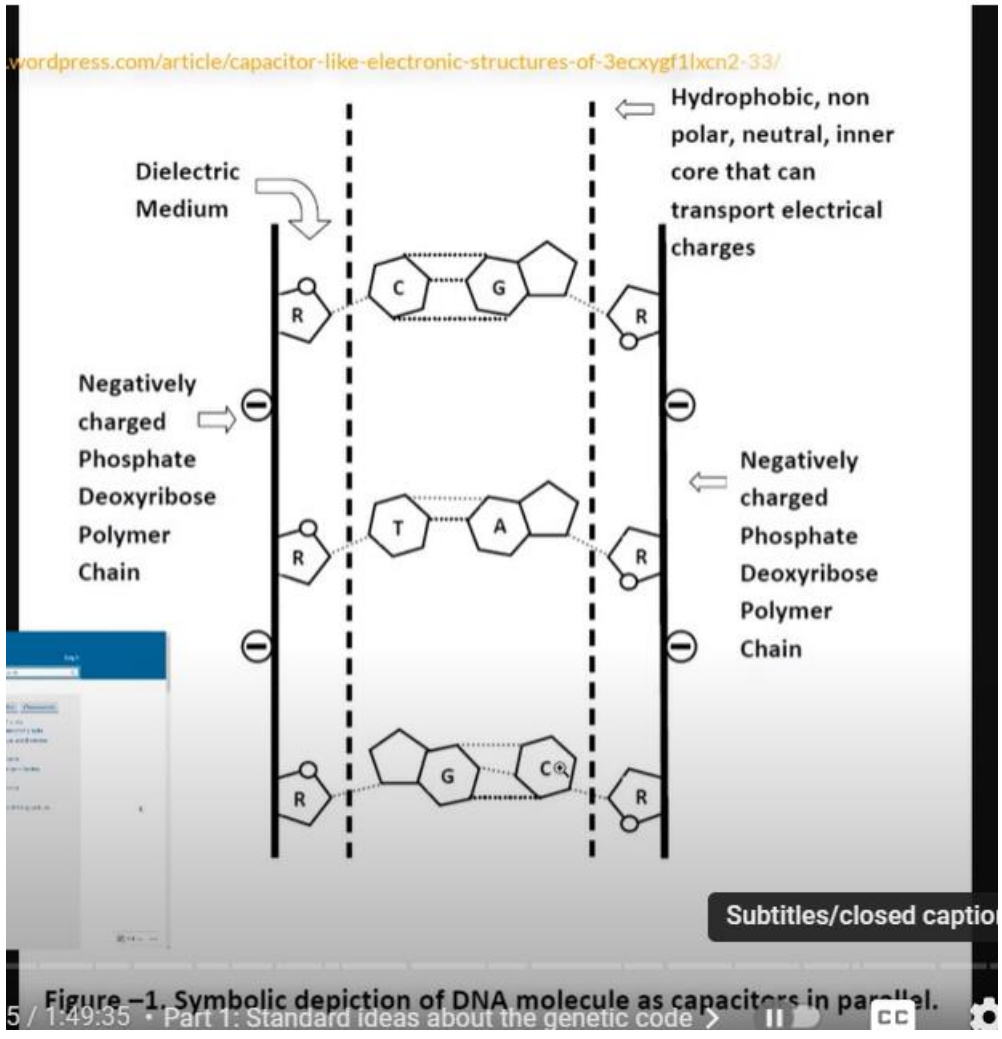 .wordpress.com/article/capacitor-like-electronic-structures-of-3ecxygf1lxcn2-33/
Hydrophobic, non
polar, neutral, inner
core that can
transport electrical
charges
Dielectric
Medium
C
G
R
R
Negatively
charged
Phosphate
Deoxyribose
Polymer
Chain
Negatively
charged
Phosphate
Deoxyribose
Polymer
Chain
T
A
R
R
G
C
R
R
Subtitles/closed caption
Figure –1. Symbolic depiction of DNA molecule as capacitors in parallel.
5 / 1:49:35 • Part 1: Standard ideas about the genetic code >
CC